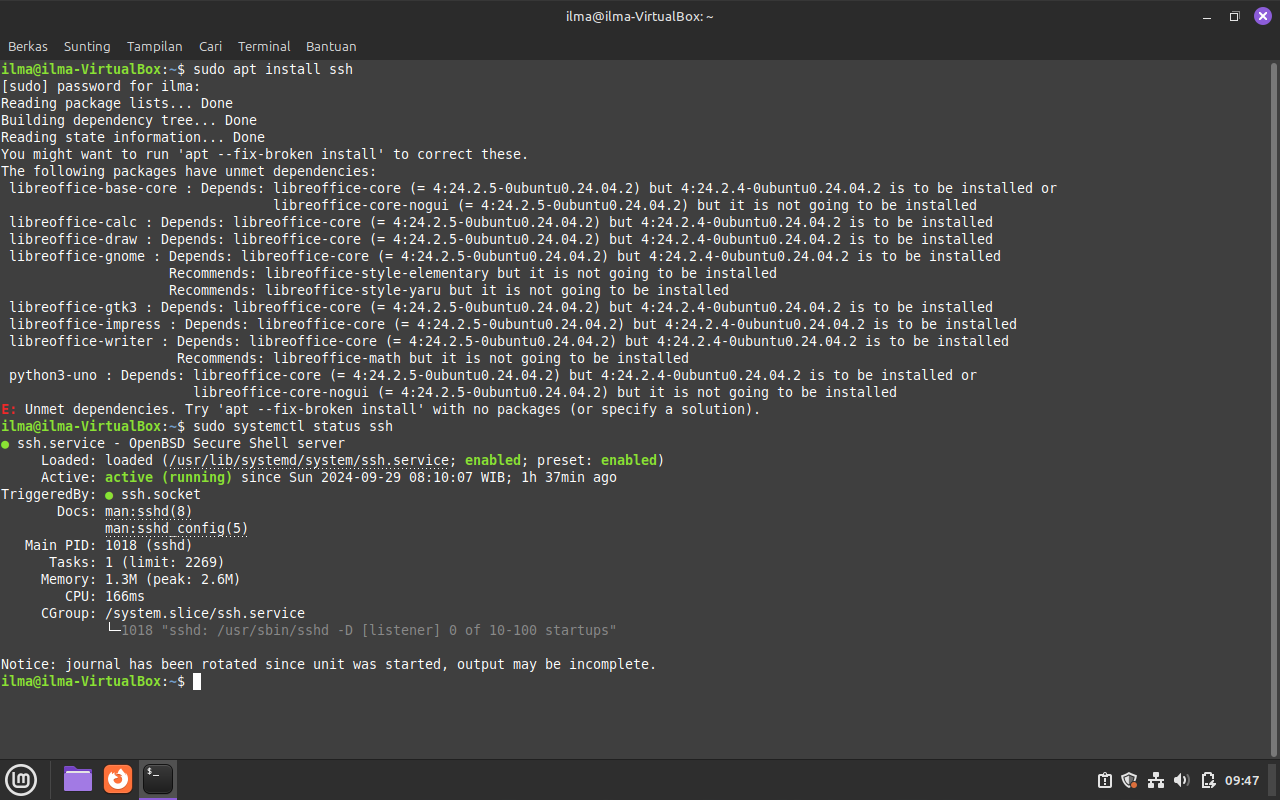 ilma@ilma-VirtualBox: ~
Berkas Sunting Tampilan Cari Terminal Bantuan
ilma@ilma-VirtualBox:~$ sudo apt install ssh
[sudo] password for ilma:
Reading package lists... Done
Building dependency tree... Done
Reading state information... Done
You might want to run 'apt --fix-broken install' to correct these.
The following packages have unmet dependencies:
 libreoffice-base-core : Depends: libreoffice-core (= 4:24.2.5-0ubuntu0.24.04.2) but 4:24.2.4-0ubuntu0.24.04.2 is to be installed or
                                  libreoffice-core-nogui (= 4:24.2.5-0ubuntu0.24.04.2) but it is not going to be installed
 libreoffice-calc : Depends: libreoffice-core (= 4:24.2.5-0ubuntu0.24.04.2) but 4:24.2.4-0ubuntu0.24.04.2 is to be installed
 libreoffice-draw : Depends: libreoffice-core (= 4:24.2.5-0ubuntu0.24.04.2) but 4:24.2.4-0ubuntu0.24.04.2 is to be installed
 libreoffice-gnome : Depends: libreoffice-core (= 4:24.2.5-0ubuntu0.24.04.2) but 4:24.2.4-0ubuntu0.24.04.2 is to be installed
                     Recommends: libreoffice-style-elementary but it is not going to be installed
                     Recommends: libreoffice-style-yaru but it is not going to be installed
 libreoffice-gtk3 : Depends: libreoffice-core (= 4:24.2.5-0ubuntu0.24.04.2) but 4:24.2.4-0ubuntu0.24.04.2 is to be installed
 libreoffice-impress : Depends: libreoffice-core (= 4:24.2.5-0ubuntu0.24.04.2) but 4:24.2.4-0ubuntu0.24.04.2 is to be installed
 libreoffice-writer : Depends: libreoffice-core (= 4:24.2.5-0ubuntu0.24.04.2) but 4:24.2.4-0ubuntu0.24.04.2 is to be installed
                      Recommends: libreoffice-math but it is not going to be installed
 python3-uno : Depends: libreoffice-core (= 4:24.2.5-0ubuntu0.24.04.2) but 4:24.2.4-0ubuntu0.24.04.2 is to be installed or
                        libreoffice-core-nogui (= 4:24.2.5-0ubuntu0.24.04.2) but it is not going to be installed
E: Unmet dependencies. Try 'apt --fix-broken install' with no packages (or specify a solution).
ilma@ilma-VirtualBox:~$ sudo systemctl status ssh
● ssh.service - OpenBSD Secure Shell server
     Loaded: loaded (/usr/lib/systemd/system/ssh.service; enabled; preset: enabled)
     Active: active (running) since Sun 2024-09-29 08:10:07 WIB; 1h 37min ago
TriggeredBy: ● ssh.socket
       Docs: man:sshd(8)
             man:sshd_config(5)
   Main PID: 1018 (sshd)
      Tasks: 1 (limit: 2269)
     Memory: 1.3M (peak: 2.6M)
        CPU: 166ms
     CGroup: /system.slice/ssh.service
             └─1018 "sshd: /usr/sbin/sshd -D [listener] 0 of 10-100 startups"
Notice: journal has been rotated since unit was started, output may be incomplete.
ilma@ilma-VirtualBox:~$
09:47